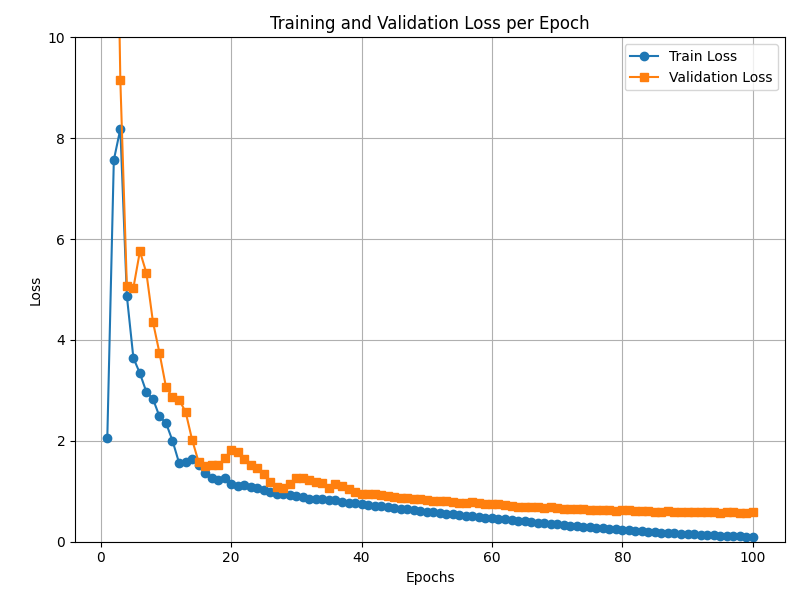 Training and Validation Loss per Epoch
Train Loss
Validation Loss
Loss
10
8
6
4
2
0
0 20 40 60 80 100
Epochs